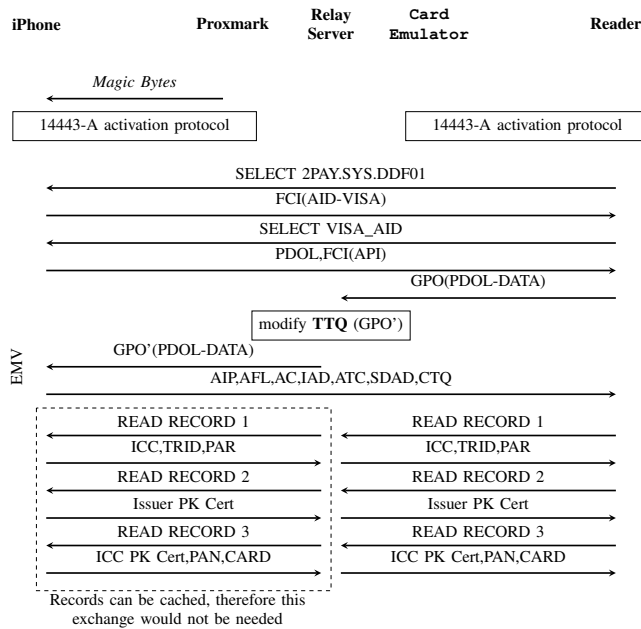 iPhone Proxmark Relay Server Card Emulator Reader
Magic Bytes
14443-A activation protocol 14443-A activation protocol
SELECT 2PAY.SYS.DDF01
FCI(AID-VISA)
SELECT VISA_AID
PDOL,FCI(API)
GPO(PDOL-DATA)
modify TTQ (GPO')
EMV
GPO'(PDOL-DATA)
AIP,AFL,AC,IAD,ATC,SDAD,CTQ
READ RECORD 1 READ RECORD 1
ICC,TRID,PAR ICC,TRID,PAR
READ RECORD 2 READ RECORD 2
Issuer PK Cert Issuer PK Cert
READ RECORD 3 READ RECORD 3
ICC PK Cert,PAN,CARD ICC PK Cert,PAN,CARD
Records can be cached, therefore this
exchange would not be needed